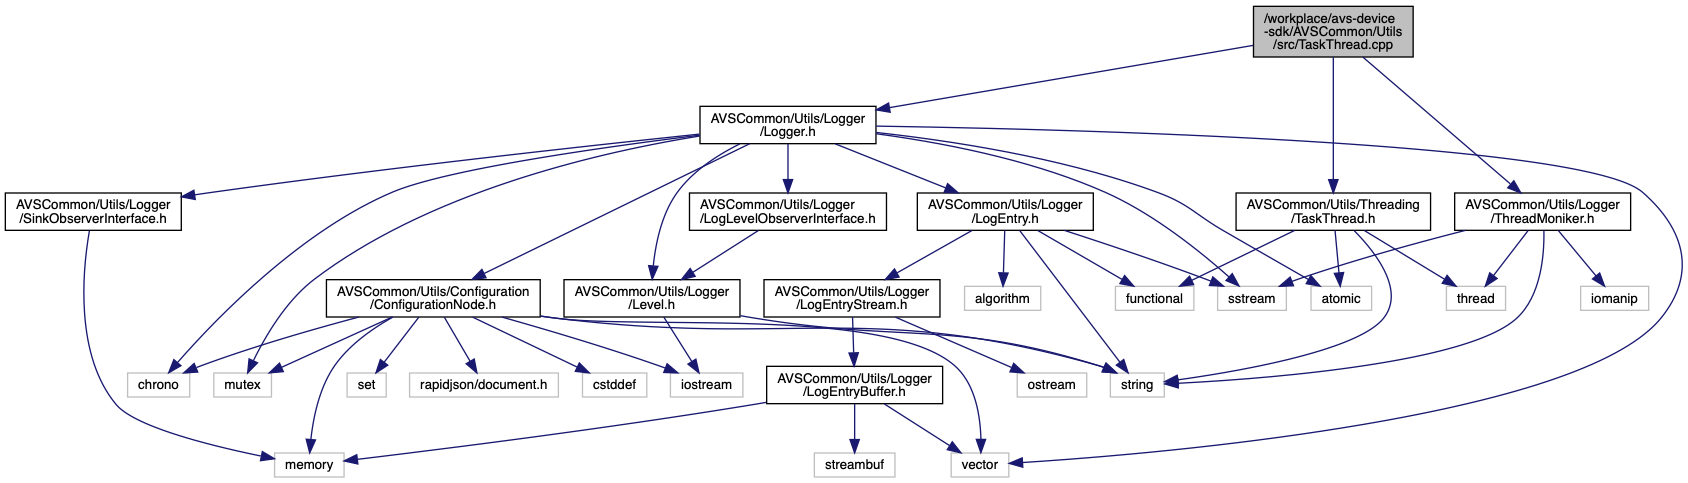 /workplace/avs-device
-sdk/AVSCommon/Utils
/src/TaskThread.cpp
AVSCommon/Utils/Logger
/Logger.h
AVSCommon/Utils/Logger
/SinkObserverInterface.h
AVSCommon/Utils/Logger
/LogLevelObserverInterface.h
AVSCommon/Utils/Logger
/LogEntry.h
AVSCommon/Utils/Threading
/TaskThread.h
AVSCommon/Utils/Logger
/ThreadMoniker.h
AVSCommon/Utils/Configuration
/ConfigurationNode.h
AVSCommon/Utils/Logger
/Level.h
AVSCommon/Utils/Logger
/LogEntryStream.h
algorithm
functional
sstream
atomic
thread
iomanip
chrono
mutex
set
rapidjson/document.h
cstddef
iostream
AVSCommon/Utils/Logger
/LogEntryBuffer.h
ostream
string
memory
streambuf
vector